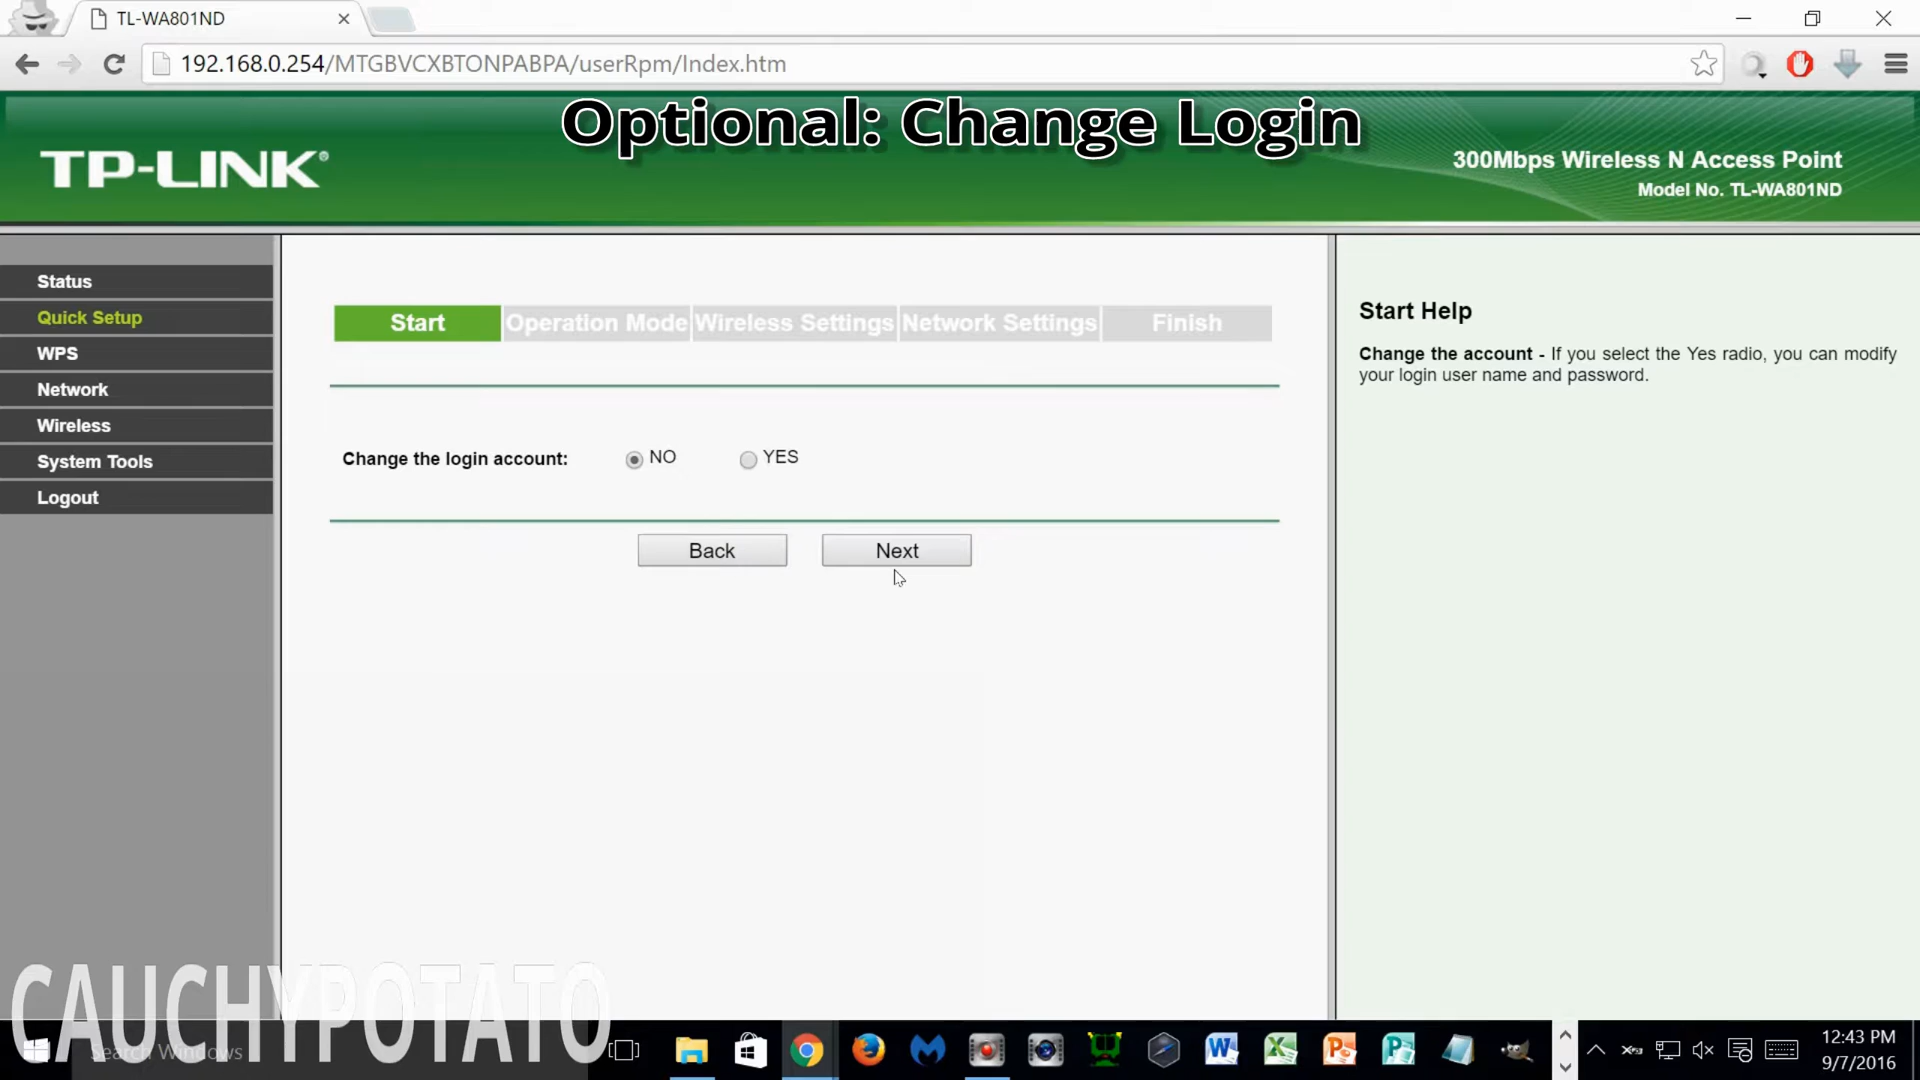 TL-WA801ND
192.168.0.254/MTGBVCXBTONPABPA/userRpm/Index.htm
Optional: Change Login
TP-LINK®
300Mbps Wireless N Access Point
Model No. TL-WA801ND
Status
Quick Setup
WPS
Network
Wireless
System Tools
Logout
Start Operation Mode Wireless Settings Network Settings Finish
Change the login account: NO YES
Back Next
Start Help
Change the account - If you select the Yes radio, you can modify
your login user name and password.
CAUCHYPOTATO
Search Windows
12:43 PM
9/7/2016